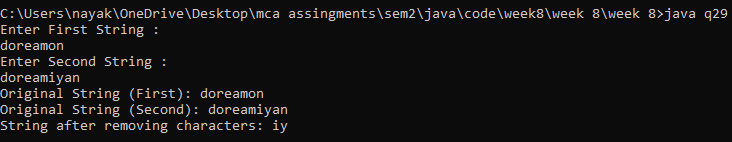 C:\Users\nayak\OneDrive\Desktop\mca assingments\sem2\java\code\week8\week 8\week 8>java q29
Enter First String :
doreamon
Enter Second String :
doreamiyan
Original String (First): doreamon
Original String (Second): doreamiyan
String after removing characters: iy